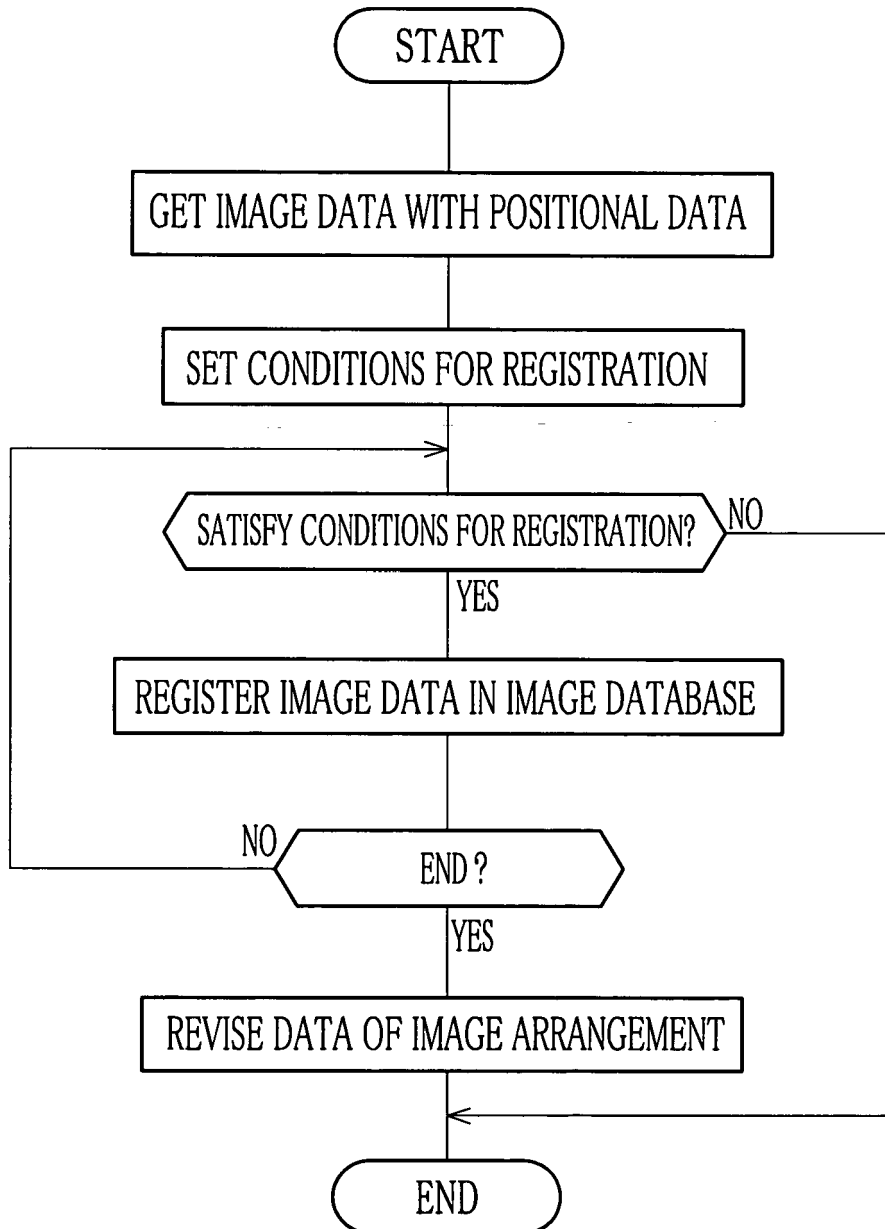 START
GET IMAGE DATA WITH POSITIONAL DATA
SET CONDITIONS FOR REGISTRATION
SATISFY CONDITIONS FOR REGISTRATION?
NO
YES
REGISTER IMAGE DATA IN IMAGE DATABASE
NO
END ?
YES
REVISE DATA OF IMAGE ARRANGEMENT
END